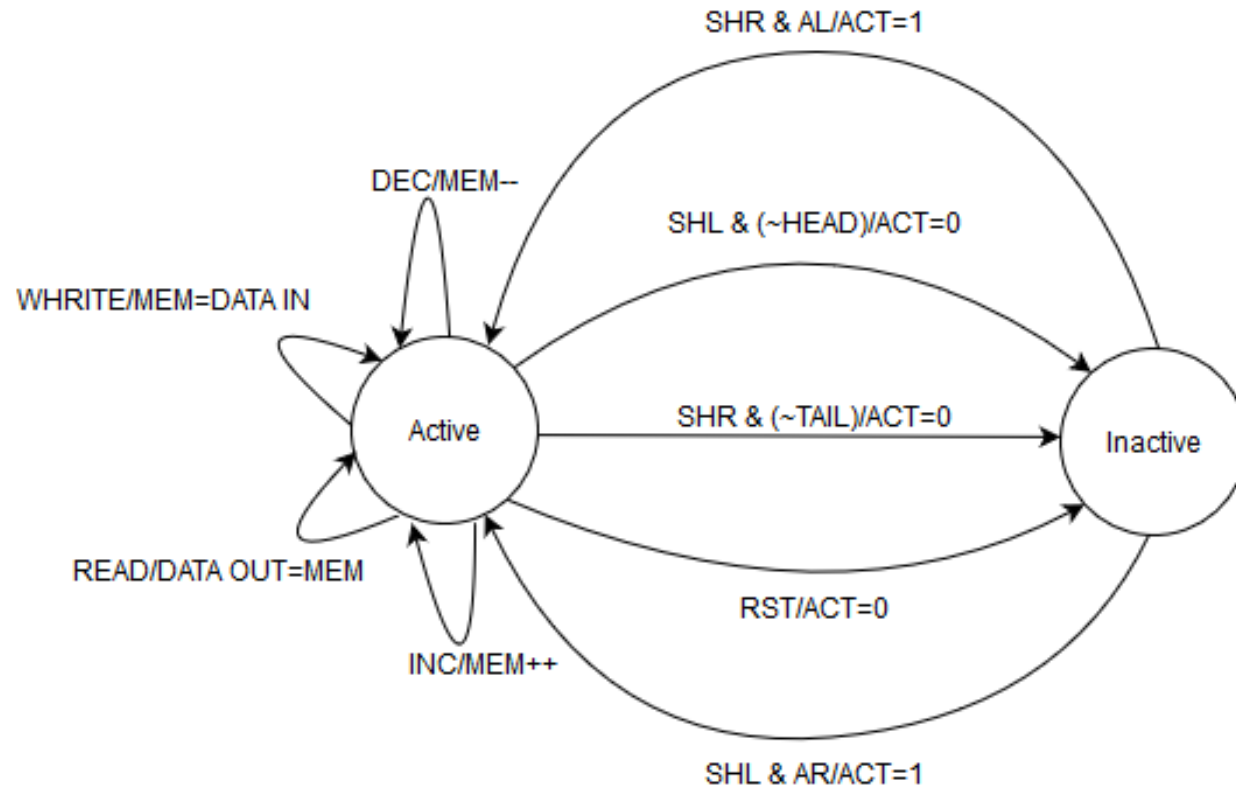 SHR & AL/ACT=1
DEC/MEM--
SHL & (~HEAD)/ACT=0
WHRITE/MEM=DATA IN
SHR & (~TAIL)/ACT=0
Active
Inactive
READ/DATA OUT=MEM
RST/ACT=0
INC/MEM++
SHL & AR/ACT=1